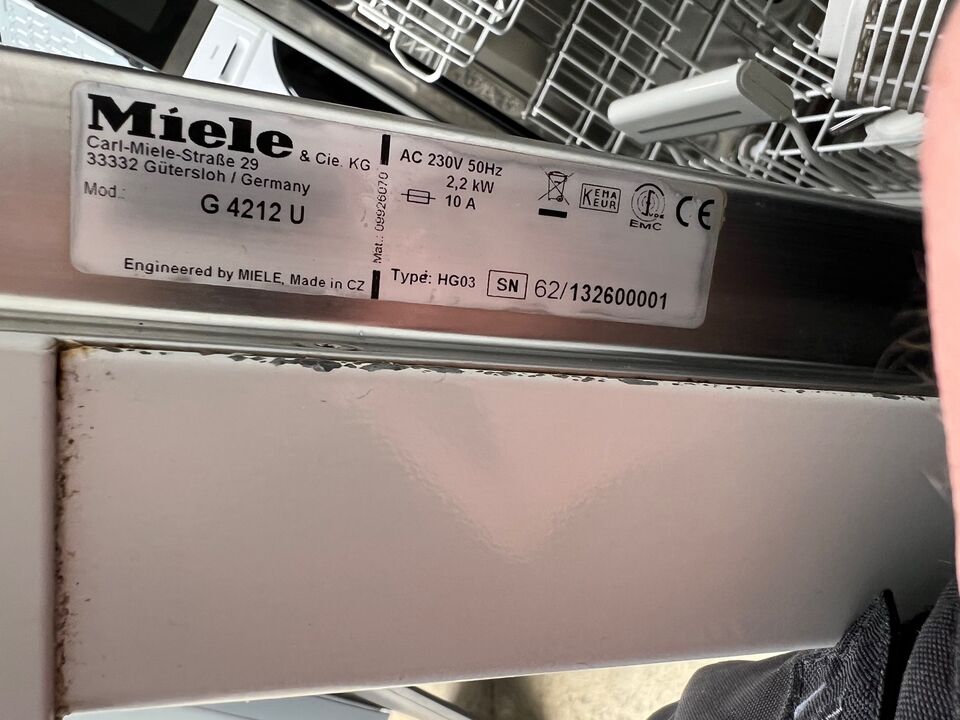 Miele & Cie. KG
Carl-Miele-Straße 29
33332 Gütersloh / Germany
Mod.:
G 4212 U
Engineered by MIELE, Made in CZ
Mat.: 09926070
AC 230V 50Hz
2,2 kW
10 A
KEMA
KEUR
VDE
EMC
CE
Type: HG03 SN 62/132600001